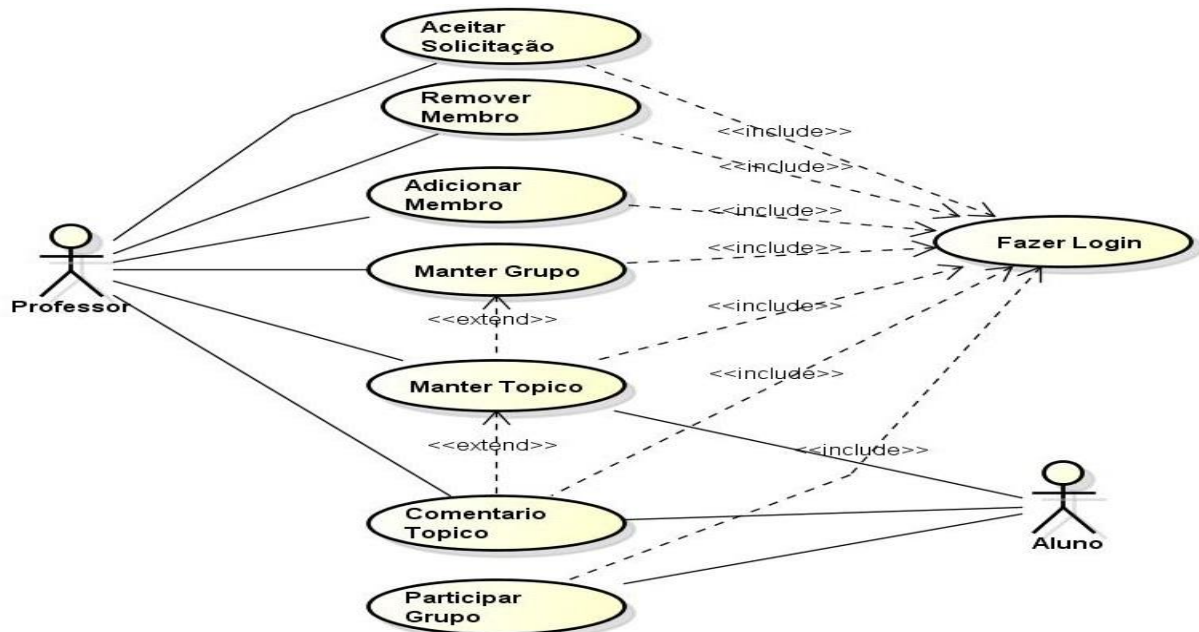 Aceitar
Solicitação
Remover
Membro
<<include>>
<<include>>
Adicionar
Membro
<<include>>
Fazer Login
Manter Grupo
<<include>>
Professor
<<extend>>
<<include>>
Manter Topico
<<include>>
<<extend>>
<<include>>
Comentario
Topico
Aluno
Participar
Grupo